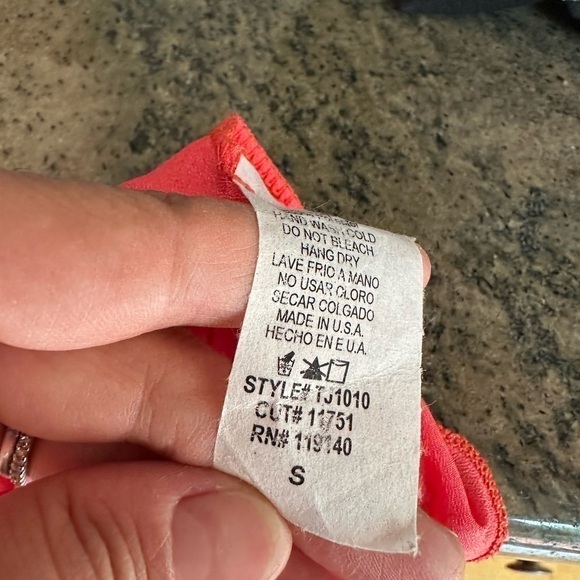 HAND WASH COLD
DO NOT BLEACH
HANG DRY
LAVE FRIO A MANO
NO USAR CLORO
SECAR COLGADO
MADE IN U.S.A.
HECHO EN E U.A.
STYLE# TJ1010
CUT# 11751
RN# 119140
S